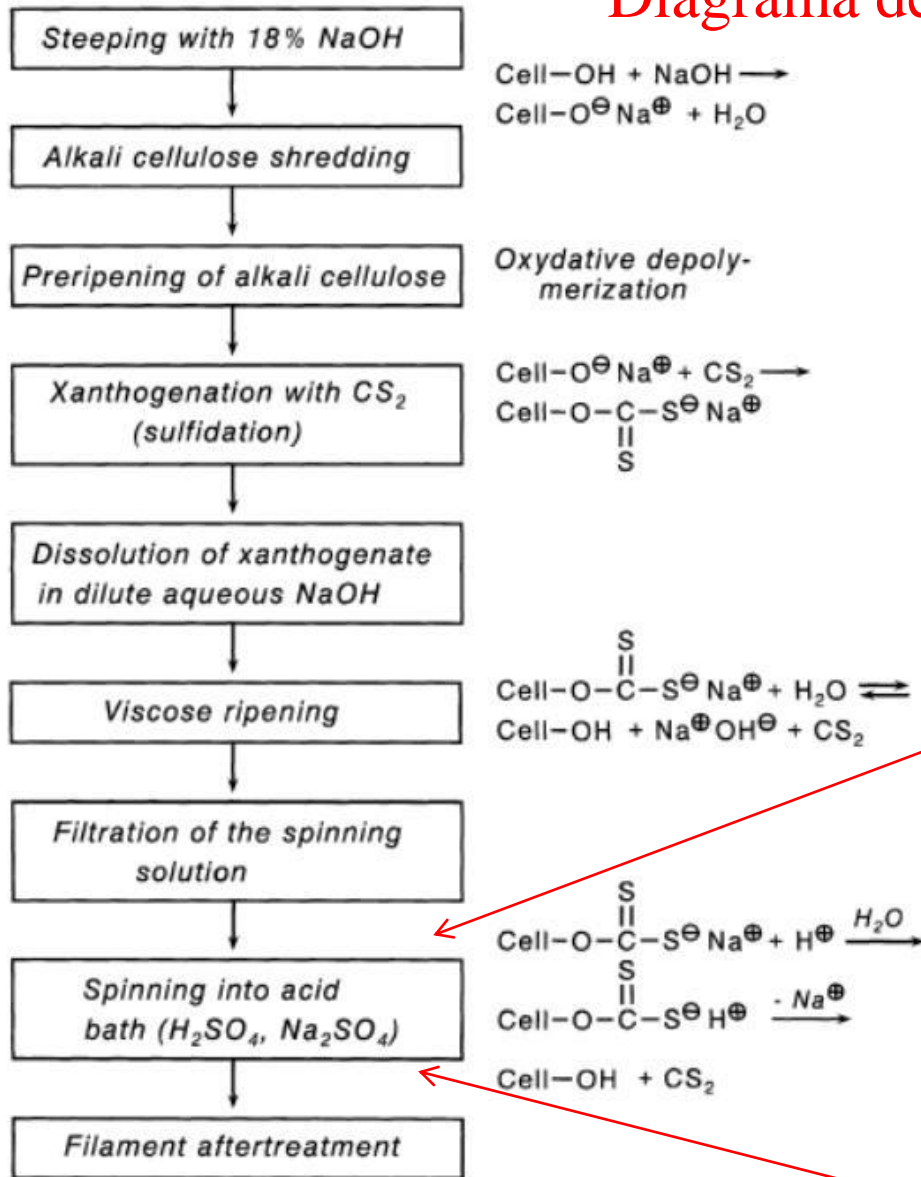 Diagrama de
Steeping with 18% NaOH
Cell-OH + NaOH ⟶
Cell-O⊖ Na⊕ + H₂O
Alkali cellulose shredding
Preripening of alkali cellulose
Oxydative depoly-
merization
Xanthogenation with CS₂
(sulfidation)
Cell-O⊖ Na⊕ + CS₂ ⟶
Cell-O-C-S⊖ Na⊕
||
S
Dissolution of xanthogenate
in dilute aqueous NaOH
Viscose ripening
S
||
Cell-O-C-S⊖ Na⊕ + H₂O ⇌
Cell-OH + Na⊕ OH⊖ + CS₂
Filtration of the spinning
solution
Spinning into acid
bath (H₂SO₄, Na₂SO₄)
S
||
Cell-O-C-S⊖ Na⊕ + H⊕ H₂O ⟶
S
||
Cell-O-C-S⊖ H⊕ - Na⊕ ⟶
Cell-OH + CS₂
Filament aftertreatment